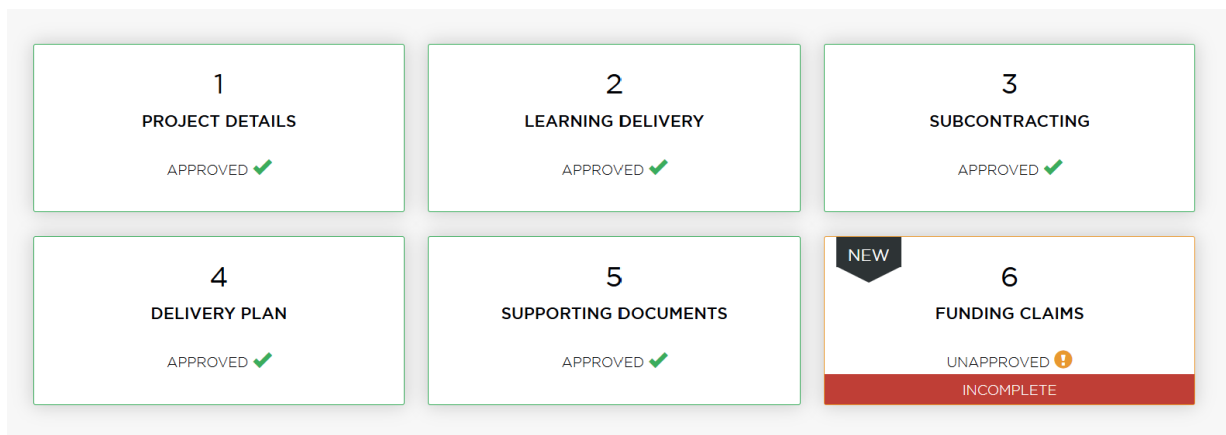 1
PROJECT DETAILS
APPROVED
2
LEARNING DELIVERY
APPROVED
3
SUBCONTRACTING
APPROVED
4
DELIVERY PLAN
APPROVED
5
SUPPORTING DOCUMENTS
APPROVED
NEW
6
FUNDING CLAIMS
UNAPPROVED
INCOMPLETE